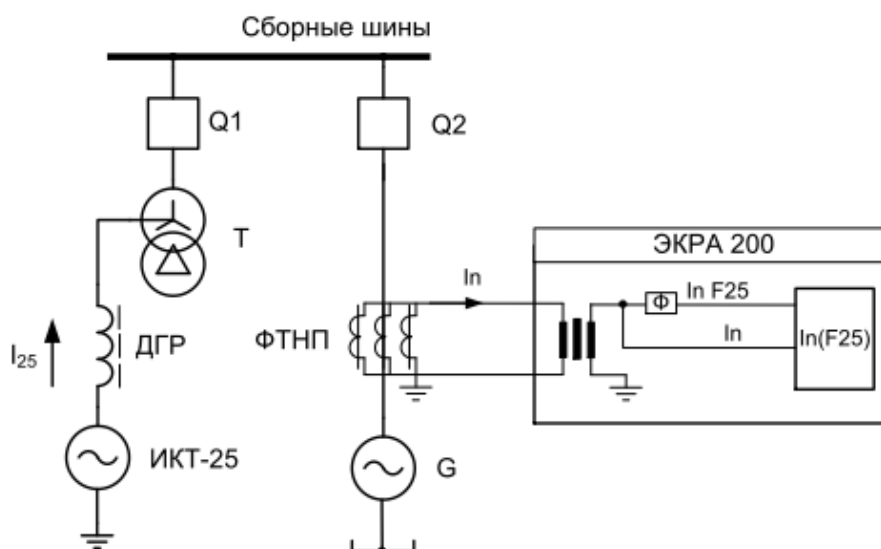 Сборные шины
Q1
Q2
T
ЭКРА 200
In
In F25
Ф
In
In(F25)
ФТНП
I25
ДГР
ИКТ-25
G